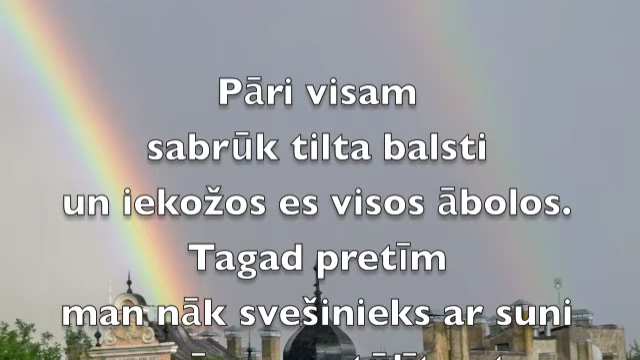 Pāri visam
sabrūk tilta balsti
un iekožos es visos ābolos.
Tagad pretīm
man nāk svešinieks ar suni